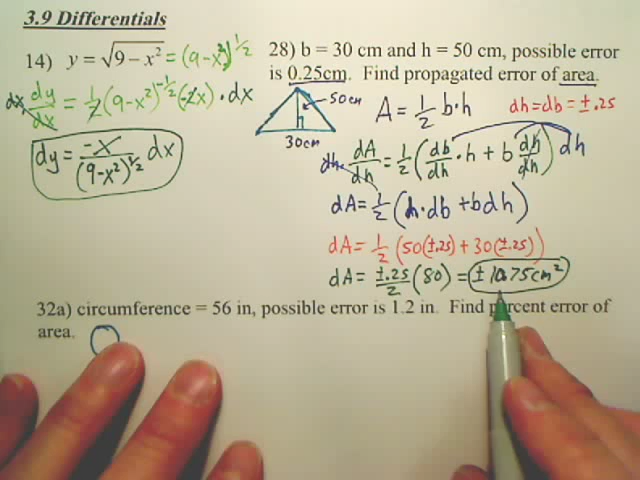 3.9 Differentials
14) y = √9 − x² = (9 − x²)^1/2
dx dy/dx = 1/2 (9 − x²)^-1/2 (-2x) · dx
dy = -x/(9 − x²)^1/2 dx
28) b = 30 cm and h = 50 cm, possible error
is 0.25cm. Find propagated error of area.
50cm
h
30cm
A = 1/2 b·h
dh = db = ±.25
dh · dA/dh = 1/2 (db/dh · h + b dh/dh) dh
dA = 1/2 (h · db + b dh)
dA = 1/2 (50(±.25) + 30(±.25))
dA = ±.25/2 (80) = ± 10.75cm²
32a) circumference = 56 in, possible error is 1.2 in. Find percent error of
area.